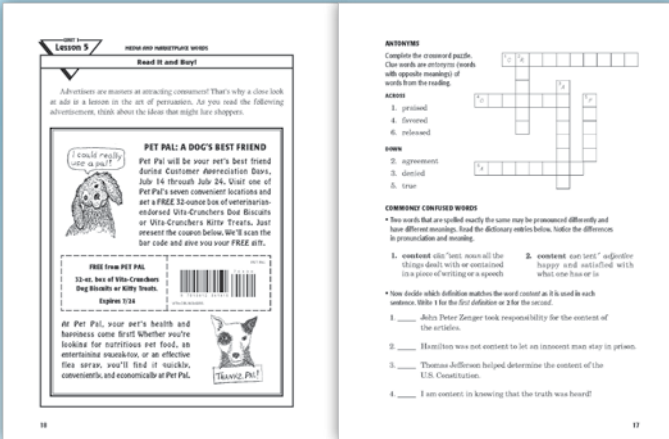 UNIT 1
Lesson 5
MEDIA AND MARKETPLACE WORDS
Read It and Buy!
Advertisers are masters at attracting consumers! That's why a close look
at ads is a lesson in the art of persuasion. As you read the following
advertisement, think about the ideas that might lure shoppers.
I could really
use a pal!
PET PAL: A DOG'S BEST FRIEND
Pet Pal will be your pet's best friend
during Customer Appreciation Days,
July 14 through July 24. Visit one of
Pet Pal's seven convenient locations and
get a FREE 32-ounce box of veterinarian-
endorsed Vita-Crunchers Dog Biscuits
or Vita-Crunchers Kitty Treats. Just
present the coupon below. We'll scan the
bar code and give you your FREE gift.
FREE from PET PAL
32-oz. box of Vita-Crunchers
Dog Biscuits or Kitty Treats.
Expires 7/24
At Pet Pal, your pet's health and
happiness come first! Whether you're
looking for nutritious pet food, an
entertaining squeak-toy, or an effective
flea spray, you'll find it quickly,
conveniently, and economically at Pet Pal.
THANKS, PAL!
ANTONYMS
Complete the crossword puzzle.
Clue words are antonyms (words
with opposite meanings) of
words from the reading.
ACROSS
1. praised
4. favored
6. released
DOWN
2. agreement
3. denied
5. true
COMMONLY CONFUSED WORDS
• Two words that are spelled exactly the same may be pronounced differently and
have different meanings. Read the dictionary entries below. Notice the differences
in pronunciation and meaning.
1. content noun all the
things dealt with or contained
in a piece of writing or a speech
2. content adjective
happy and satisfied with
what one has or is
• Now decide which definition matches the word content as it is used in each
sentence. Write 1 for the first definition or 2 for the second.
1. ____ John Peter Zenger took responsibility for the content of
the articles.
2. ____ Hamilton was not content to let an innocent man stay in prison.
3. ____ Thomas Jefferson helped determine the content of the
U.S. Constitution.
4. ____ I am content in knowing that the truth was heard!
17